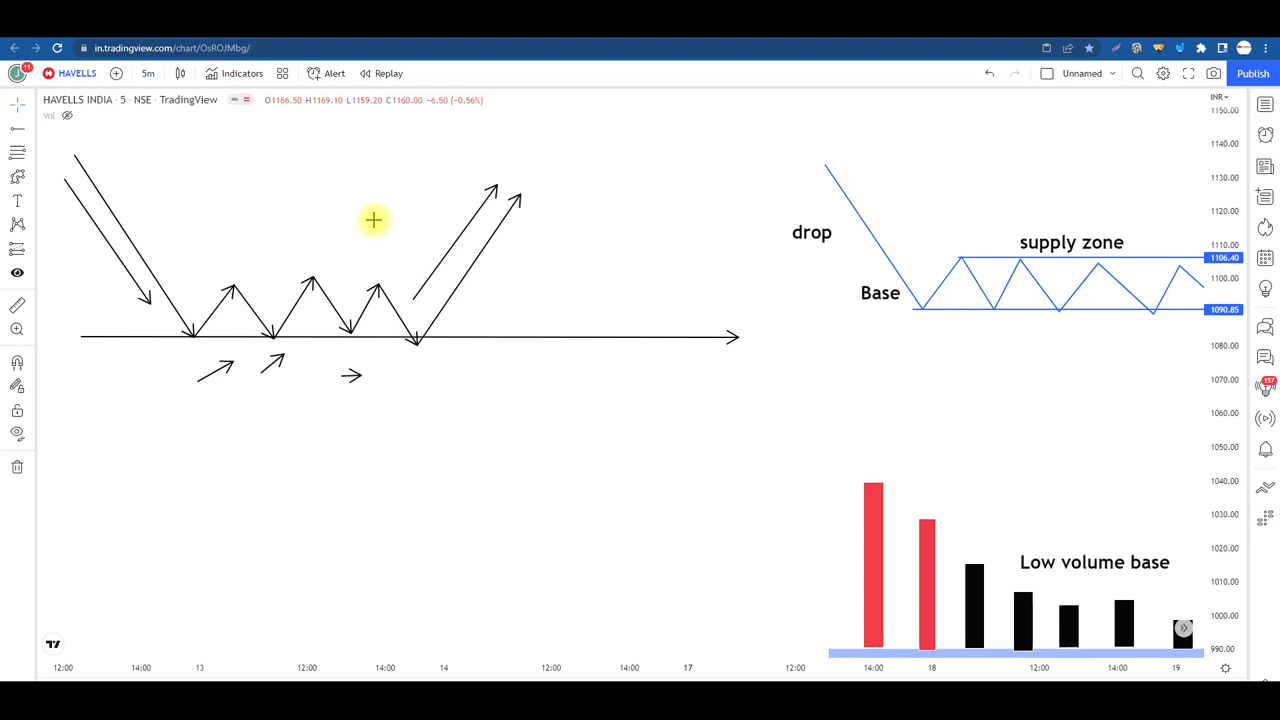 in.tradingview.com/chart/OsROJMbg/
11
HAVELLS
5m
Indicators
Alert
Replay
Unnamed
Publish
HAVELLS INDIA · 5 · NSE · TradingView
O1166.50 H1169.10 L1159.20 C1160.00 −6.50 (−0.56%)
Vol
INR
1150.00
1140.00
1130.00
1120.00
1110.00
1106.40
1100.00
1090.85
1080.00
1070.00
1060.00
1050.00
1040.00
1030.00
1020.00
1010.00
1000.00
990.00
drop
supply zone
Base
Low volume base
157
12:00 14:00 13 12:00 14:00 14 12:00 14:00 17 12:00 14:00 18 12:00 14:00 19